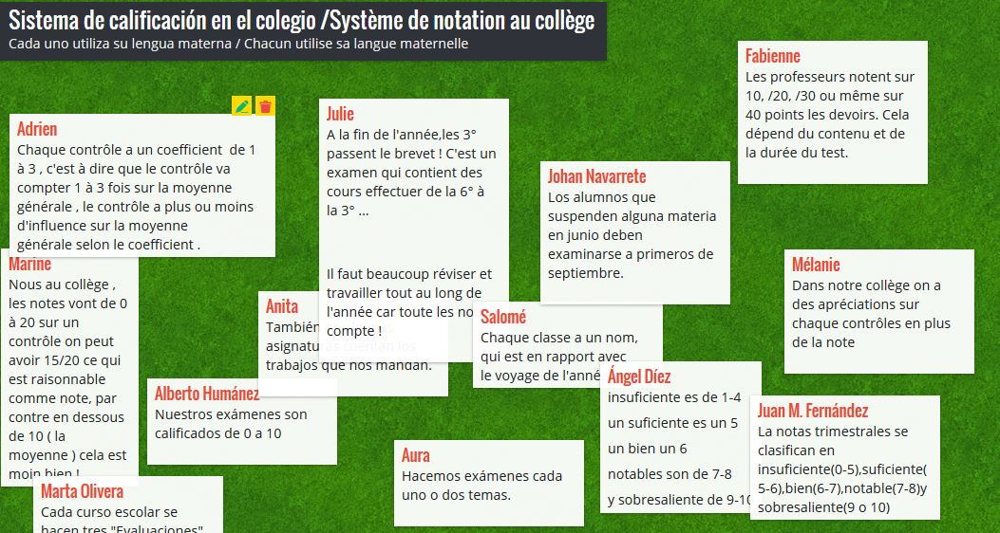 Sistema de calificación en el colegio /Système de notation au collège
Cada uno utiliza su lengua materna / Chacun utilise sa langue maternelle
Adrien
Chaque contrôle a un coefficient de 1
à 3 , c'est à dire que le contrôle va
compter 1 à 3 fois sur la moyenne
générale , le contrôle a plus ou moins
d'influence sur la moyenne
générale selon le coefficient .
Julie
A la fin de l'année,les 3°
passent le brevet ! C'est un
examen qui contient des
cours effectuer de la 6° à
la 3° ...
Il faut beaucoup réviser et
travailler tout au long de
l'année car toute les
compte !
Fabienne
Les professeurs notent sur
10, /20, /30 ou même sur
40 points les devoirs. Cela
dépend du contenu et de
la durée du test.
Johan Navarrete
Los alumnos que
suspenden alguna materia
en junio deben
examinarse a primeros de
septiembre.
Marine
Nous au collège ,
les notes vont de 0
à 20 sur un
contrôle on peut
avoir 15/20 ce qui
est raisonnable
comme note, par
contre en dessous
de 10 ( la
moyenne ) cela est
moin bien !
Anita
También
asignaturas cuentan los
trabajos que nos mandan.
Salomé
Chaque classe a un nom,
qui est en rapport avec
le voyage de
Mélanie
Dans notre collège on a
des apréciations sur
chaque contrôles en plus
de la note
Alberto Humánez
Nuestros exámenes son
calificados de 0 a 10
Ángel Díez
insuficiente es de 1-4
un suficiente es un 5
un bien un 6
notables son de 7-8
y sobresaliente de 9-10
Juan M. Fernández
La notas trimestrales se
clasifican en
insuficiente(0-5),suficiente(
5-6),bien(6-7),notable(7-8)y
sobresaliente(9 o 10)
Aura
Hacemos exámenes cada
uno o dos temas.
Marta Olivera
Cada curso escolar se
hacen tres "Evaluaciones"